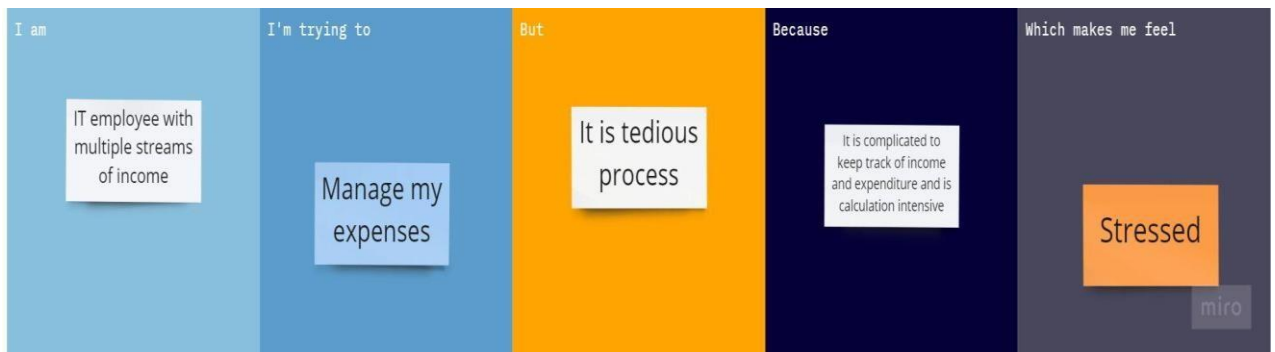 I am
IT employee with
multiple streams
of income
I'm trying to
Manage my
expenses
But
It is tedious
process
Because
It is complicated to
keep track of income
and expenditure and is
calculation intensive
Which makes me feel
Stressed
miro